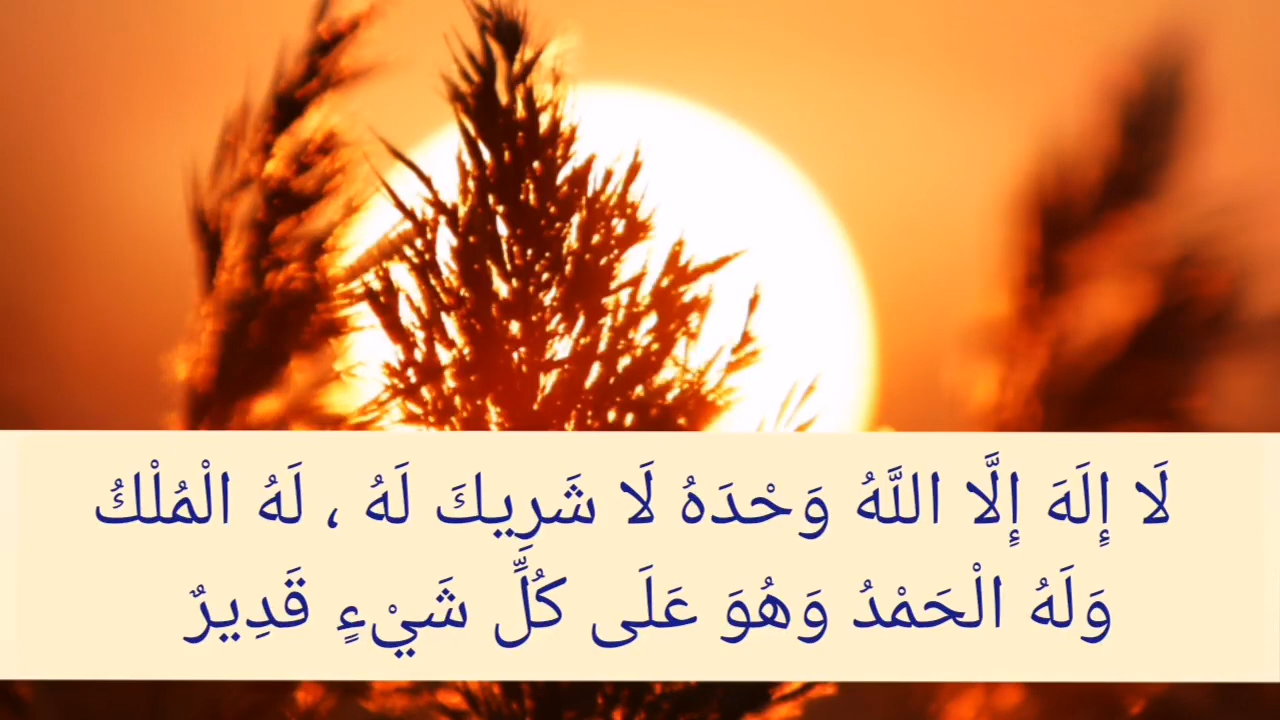 لَا إِلَهَ إِلَّا اللَّهُ وَحْدَهُ لَا شَرِيكَ لَهُ ، لَهُ الْمُلْكُ
وَلَهُ الْحَمْدُ وَهُوَ عَلَى كُلِّ شَيْءٍ قَدِيرٌ